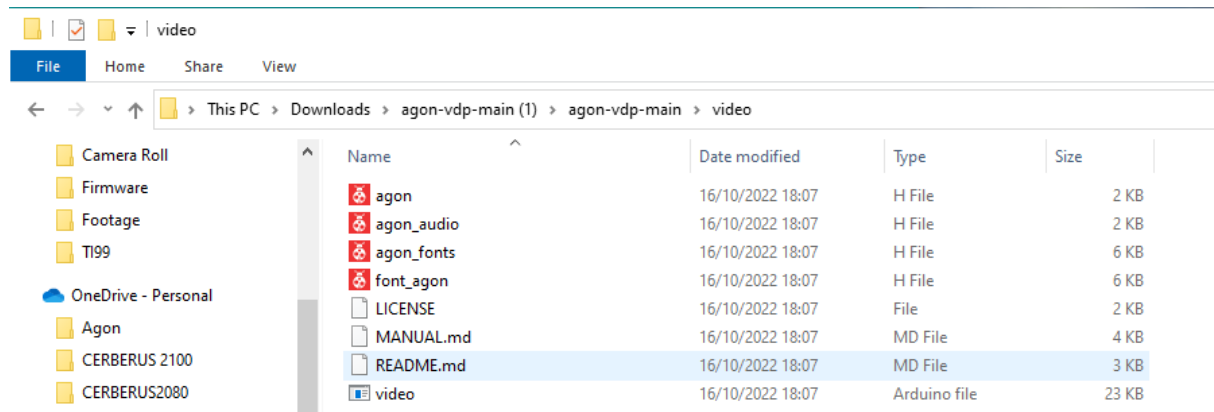 video
File Home Share View
This PC > Downloads > agon-vdp-main (1) > agon-vdp-main > video
Camera Roll
Firmware
Footage
TI99
OneDrive - Personal
Agon
CERBERUS 2100
CERBERUS2080
Name Date modified Type Size
agon 16/10/2022 18:07 H File 2 KB
agon_audio 16/10/2022 18:07 H File 2 KB
agon_fonts 16/10/2022 18:07 H File 6 KB
font_agon 16/10/2022 18:07 H File 6 KB
LICENSE 16/10/2022 18:07 File 2 KB
MANUAL.md 16/10/2022 18:07 MD File 4 KB
README.md 16/10/2022 18:07 MD File 3 KB
video 16/10/2022 18:07 Arduino file 23 KB